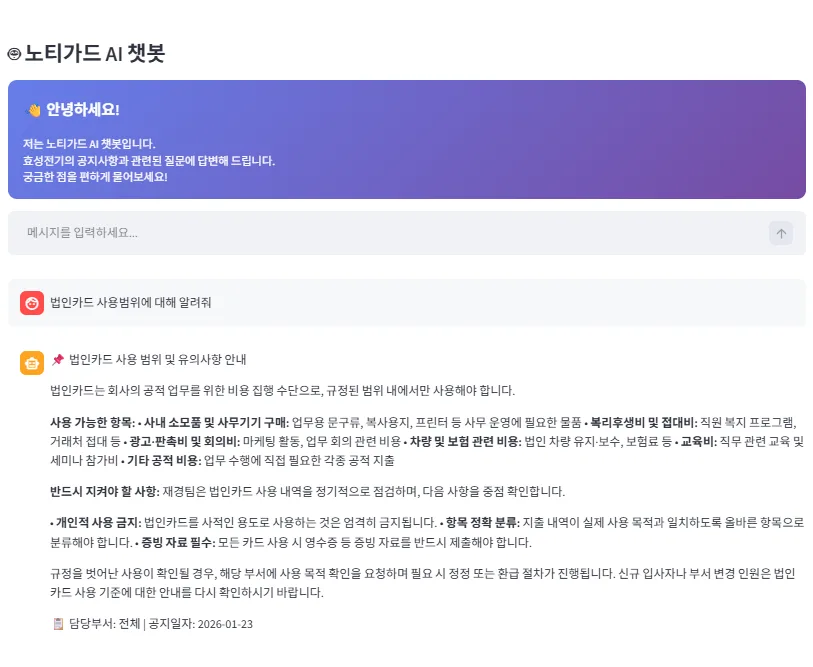 노티가드 AI 챗봇
👋 안녕하세요!
저는 노티가드 AI 챗봇입니다.
효성전기의 공지사항과 관련된 질문에 답변해 드립니다.
궁금한 점을 편하게 물어보세요!
메시지를 입력하세요...
법인카드 사용범위에 대해 알려줘
📌 법인카드 사용 범위 및 유의사항 안내
법인카드는 회사의 공적 업무를 위한 비용 집행 수단으로, 규정된 범위 내에서만 사용해야 합니다.
사용 가능한 항목: • 사내 소모품 및 사무기기 구매: 업무용 문구류, 복사용지, 프린터 등 사무 운영에 필요한 물품 • 복리후생비 및 접대비: 직원 복지 프로그램,
거래처 접대 등 • 광고·판촉비 및 회의비: 마케팅 활동, 업무 회의 관련 비용 • 차량 및 보험 관련 비용: 법인 차량 유지·보수, 보험료 등 • 교육비: 직무 관련 교육 및
세미나 참가비 • 기타 공적 비용: 업무 수행에 직접 필요한 각종 공적 지출
반드시 지켜야 할 사항: 재경팀은 법인카드 사용 내역을 정기적으로 점검하며, 다음 사항을 중점 확인합니다.
• 개인적 사용 금지: 법인카드를 사적인 용도로 사용하는 것은 엄격히 금지됩니다. • 항목 정확 분류: 지출 내역이 실제 사용 목적과 일치하도록 올바른 항목으로
분류해야 합니다. • 증빙 자료 필수: 모든 카드 사용 시 영수증 등 증빙 자료를 반드시 제출해야 합니다.
규정을 벗어난 사용이 확인될 경우, 해당 부서에 사용 목적 확인을 요청하며 필요 시 정정 또는 환급 절차가 진행됩니다. 신규 입사자나 부서 변경 인원은 법인
카드 사용 기준에 대한 안내를 다시 확인하시기 바랍니다.
📋 담당부서: 전체 | 공지일자: 2026-01-23